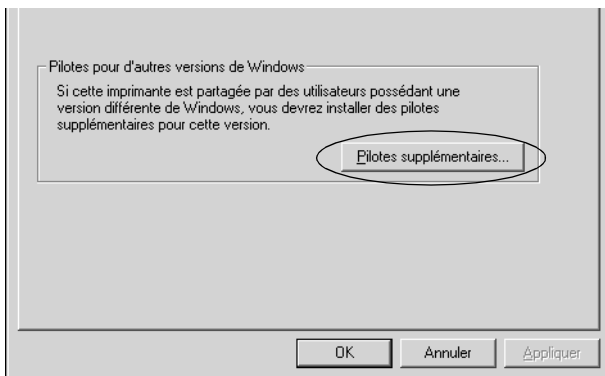 Pilotes pour d'autres versions de Windows
Si cette imprimante est partagée par des utilisateurs possédant une
version différente de Windows, vous devrez installer des pilotes
supplémentaires pour cette version.
Pilotes supplémentaires...
OK Annuler Appliquer